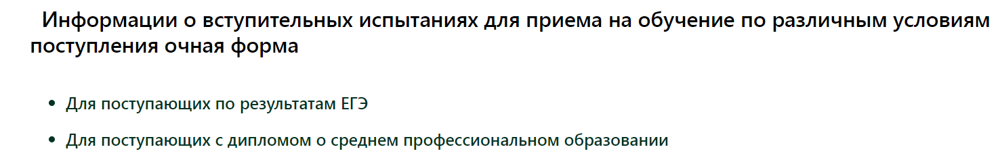 Информации о вступительных испытаниях для приема на обучение по различным условиям
поступления очная форма
• Для поступающих по результатам ЕГЭ
• Для поступающих с дипломом о среднем профессиональном образовании